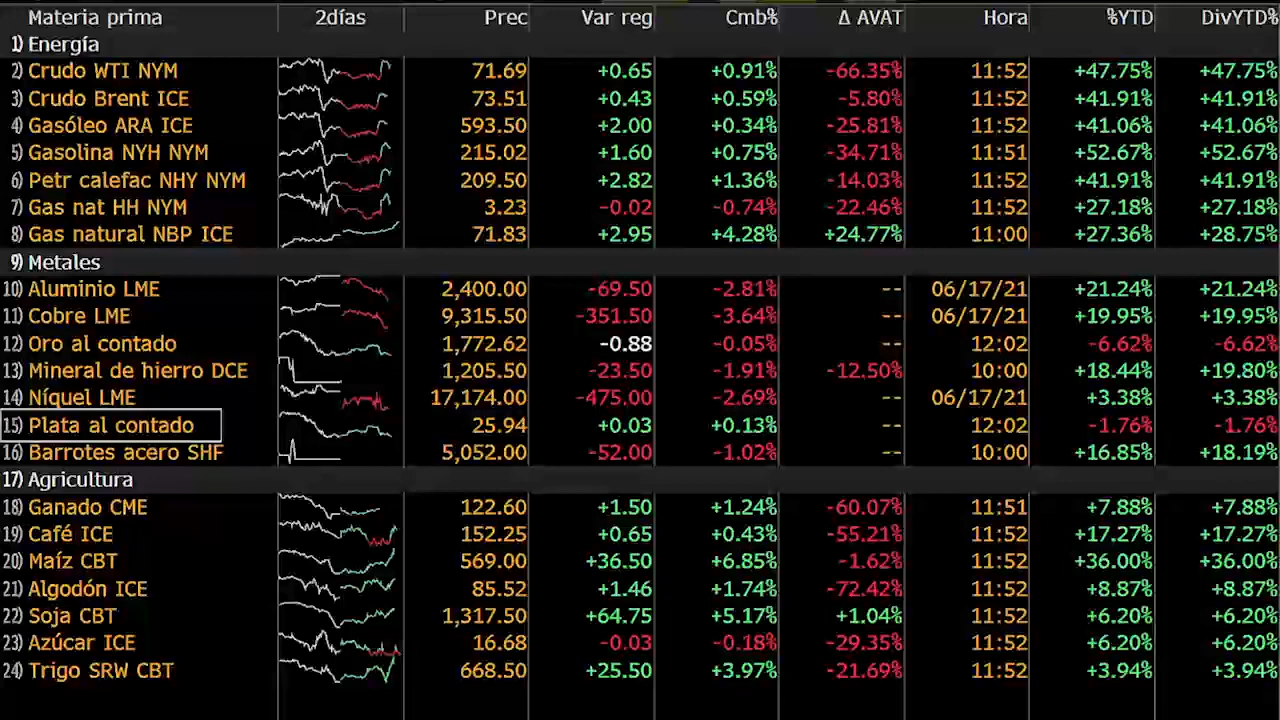 Materia prima 2días Prec Var reg Cmb% Δ AVAT Hora %YTD DivYTD%
1) Energía
2) Crudo WTI NYM 71.69 +0.65 +0.91% -66.35% 11:52 +47.75% +47.75%
3) Crudo Brent ICE 73.51 +0.43 +0.59% -5.80% 11:52 +41.91% +41.91%
4) Gasóleo ARA ICE 593.50 +2.00 +0.34% -25.81% 11:52 +41.06% +41.06%
5) Gasolina NYH NYM 215.02 +1.60 +0.75% -34.71% 11:51 +52.67% +52.67%
6) Petr calefac NHY NYM 209.50 +2.82 +1.36% -14.03% 11:52 +41.91% +41.91%
7) Gas nat HH NYM 3.23 -0.02 -0.74% -22.46% 11:52 +27.18% +27.18%
8) Gas natural NBP ICE 71.83 +2.95 +4.28% +24.77% 11:00 +27.36% +28.75%
9) Metales
10) Aluminio LME 2,400.00 -69.50 -2.81% -- 06/17/21 +21.24% +21.24%
11) Cobre LME 9,315.50 -351.50 -3.64% -- 06/17/21 +19.95% +19.95%
12) Oro al contado 1,772.62 -0.88 -0.05% -- 12:02 -6.62% -6.62%
13) Mineral de hierro DCE 1,205.50 -23.50 -1.91% -12.50% 10:00 +18.44% +19.80%
14) Níquel LME 17,174.00 -475.00 -2.69% -- 06/17/21 +3.38% +3.38%
15) Plata al contado 25.94 +0.03 +0.13% -- 12:02 -1.76% -1.76%
16) Barrotes acero SHF 5,052.00 -52.00 -1.02% -- 10:00 +16.85% +18.19%
17) Agricultura
18) Ganado CME 122.60 +1.50 +1.24% -60.07% 11:51 +7.88% +7.88%
19) Café ICE 152.25 +0.65 +0.43% -55.21% 11:52 +17.27% +17.27%
20) Maíz CBT 569.00 +36.50 +6.85% -1.62% 11:52 +36.00% +36.00%
21) Algodón ICE 85.52 +1.46 +1.74% -72.42% 11:52 +8.87% +8.87%
22) Soja CBT 1,317.50 +64.75 +5.17% +1.04% 11:52 +6.20% +6.20%
23) Azúcar ICE 16.68 -0.03 -0.18% -29.35% 11:52 +6.20% +6.20%
24) Trigo SRW CBT 668.50 +25.50 +3.97% -21.69% 11:52 +3.94% +3.94%